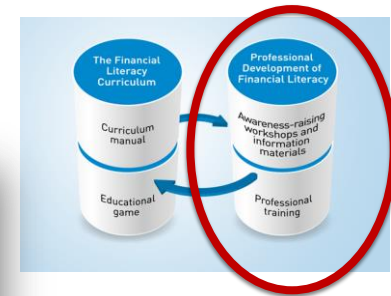 The Financial
Literacy
Curriculum
Curriculum
manual
Educational
game
Professional
Development of
Financial Literacy
Awareness-raising
workshops and
information
materials
Professional
training